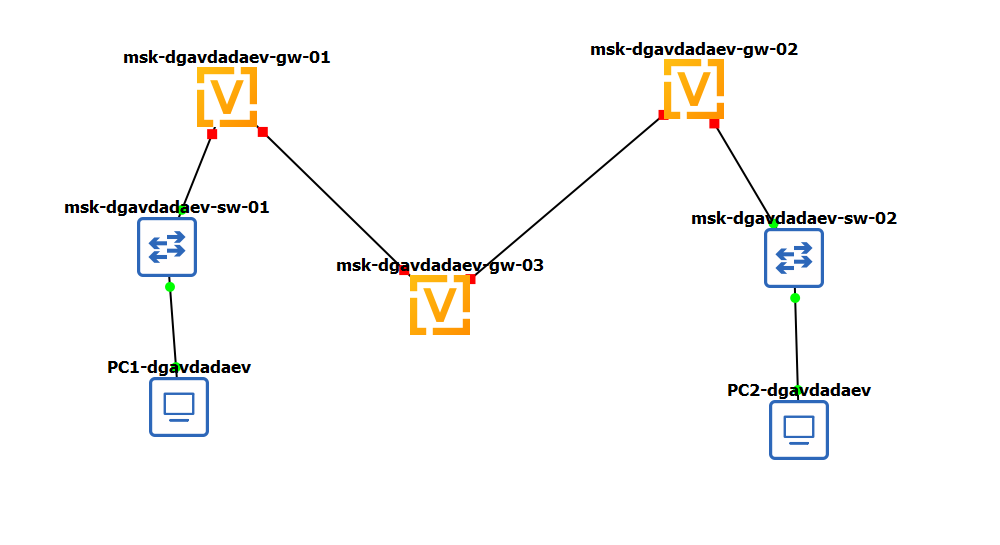 msk-dgavdadaev-gw-01
msk-dgavdadaev-gw-02
V
V
msk-dgavdadaev-sw-01
msk-dgavdadaev-sw-02
msk-dgavdadaev-gw-03
V
PC1-dgavdadaev
PC2-dgavdadaev